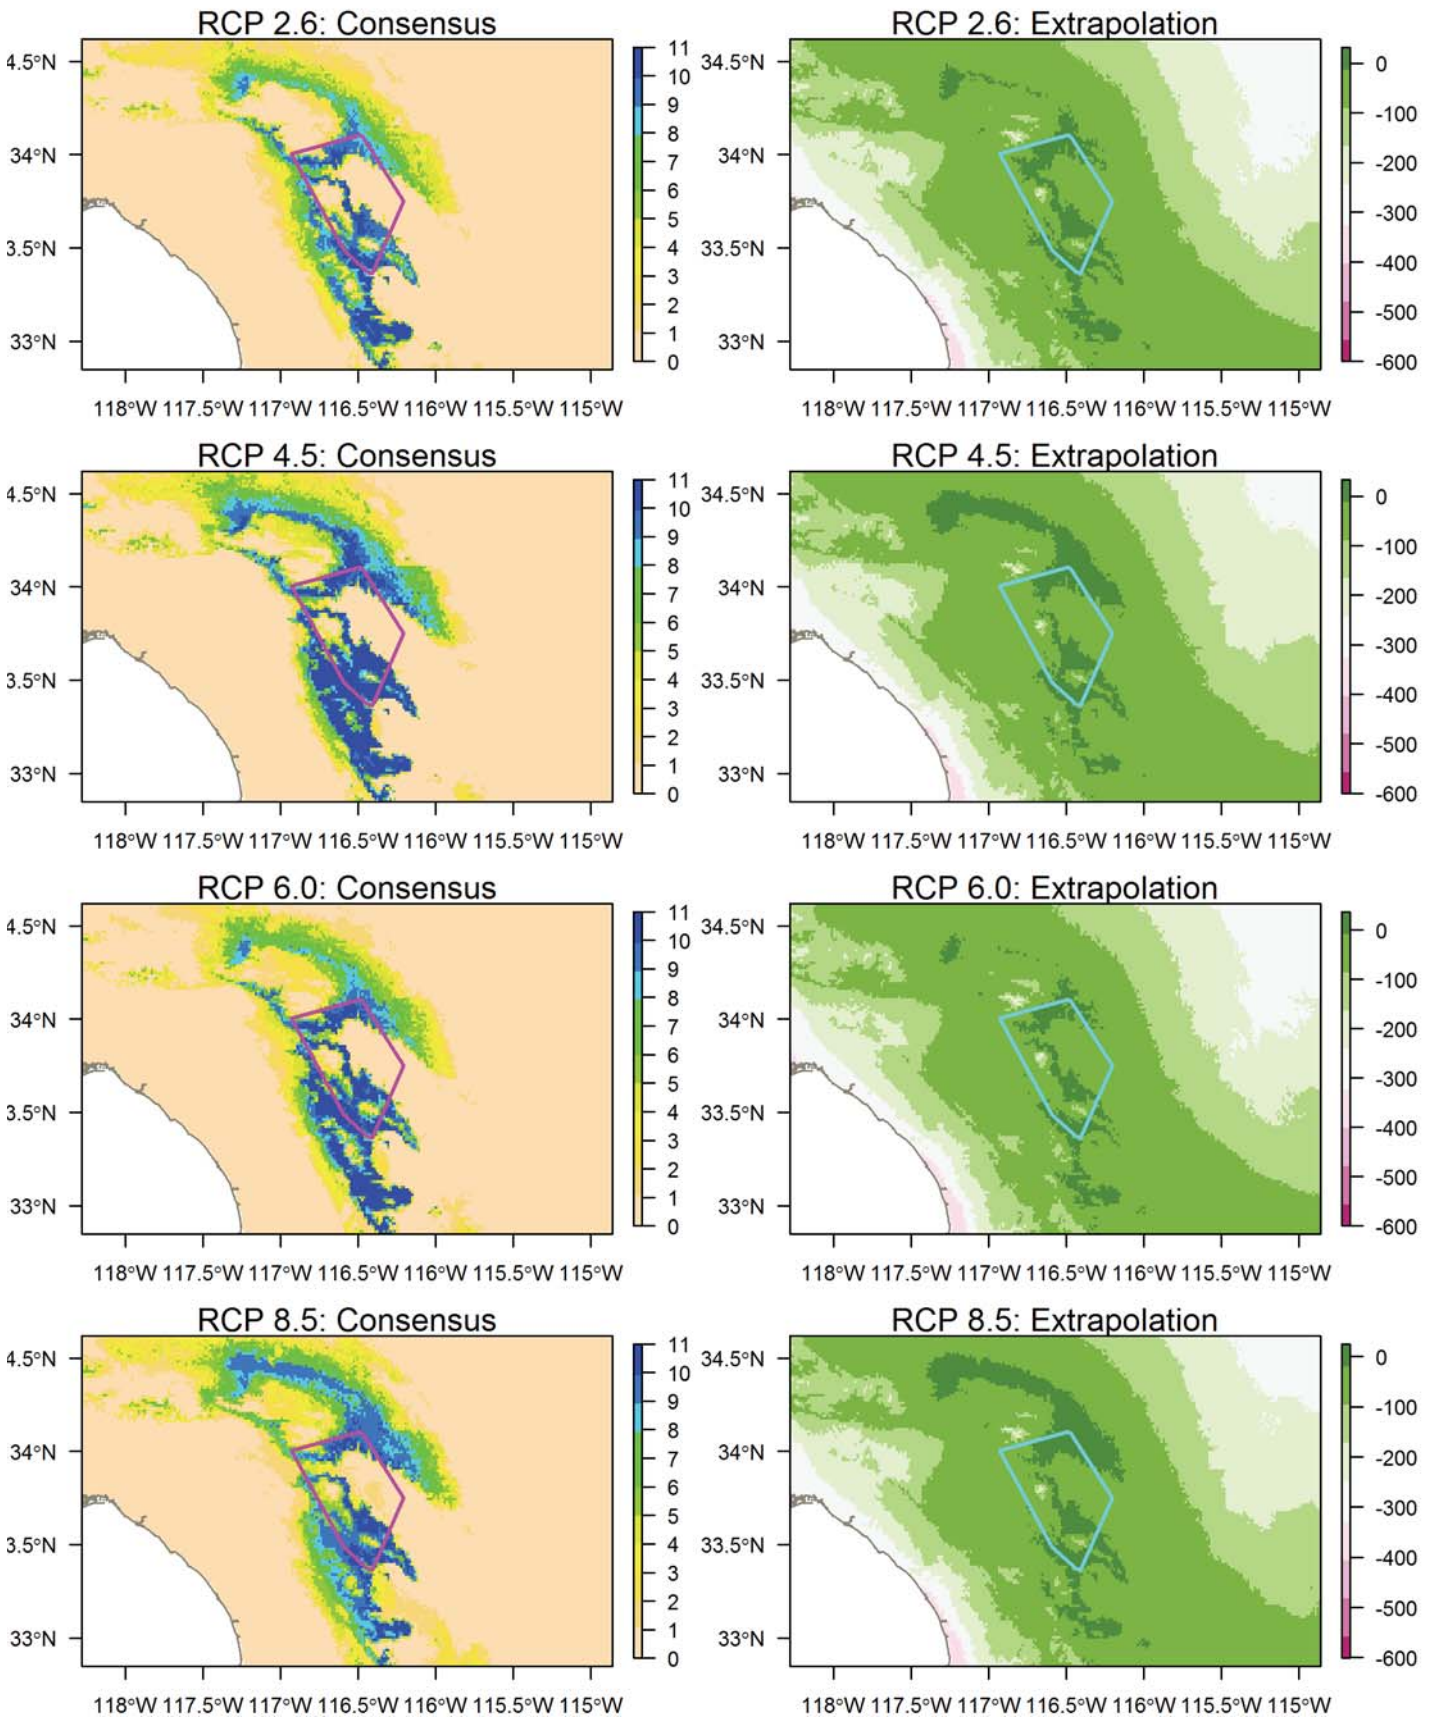 RCP 2.6: Consensus
4.5°N
34°N
3.5°N
33°N
118°W 117.5°W 117°W 116.5°W 116°W 115.5°W 115°W
11
10
9
8
7
6
5
4
3
2
1
0
RCP 2.6: Extrapolation
34.5°N
34°N
33.5°N
33°N
118°W 117.5°W 117°W 116.5°W 116°W 115.5°W 115°W
0
-100
-200
-300
-400
-500
-600
RCP 4.5: Consensus
4.5°N
34°N
3.5°N
33°N
118°W 117.5°W 117°W 116.5°W 116°W 115.5°W 115°W
11
10
9
8
7
6
5
4
3
2
1
0
RCP 4.5: Extrapolation
34.5°N
34°N
33.5°N
33°N
118°W 117.5°W 117°W 116.5°W 116°W 115.5°W 115°W
0
-100
-200
-300
-400
-500
-600
RCP 6.0: Consensus
4.5°N
34°N
3.5°N
33°N
118°W 117.5°W 117°W 116.5°W 116°W 115.5°W 115°W
11
10
9
8
7
6
5
4
3
2
1
0
RCP 6.0: Extrapolation
34.5°N
34°N
33.5°N
33°N
118°W 117.5°W 117°W 116.5°W 116°W 115.5°W 115°W
0
-100
-200
-300
-400
-500
-600
RCP 8.5: Consensus
4.5°N
34°N
3.5°N
33°N
118°W 117.5°W 117°W 116.5°W 116°W 115.5°W 115°W
11
10
9
8
7
6
5
4
3
2
1
0
RCP 8.5: Extrapolation
34.5°N
34°N
33.5°N
33°N
118°W 117.5°W 117°W 116.5°W 116°W 115.5°W 115°W
0
-100
-200
-300
-400
-500
-600